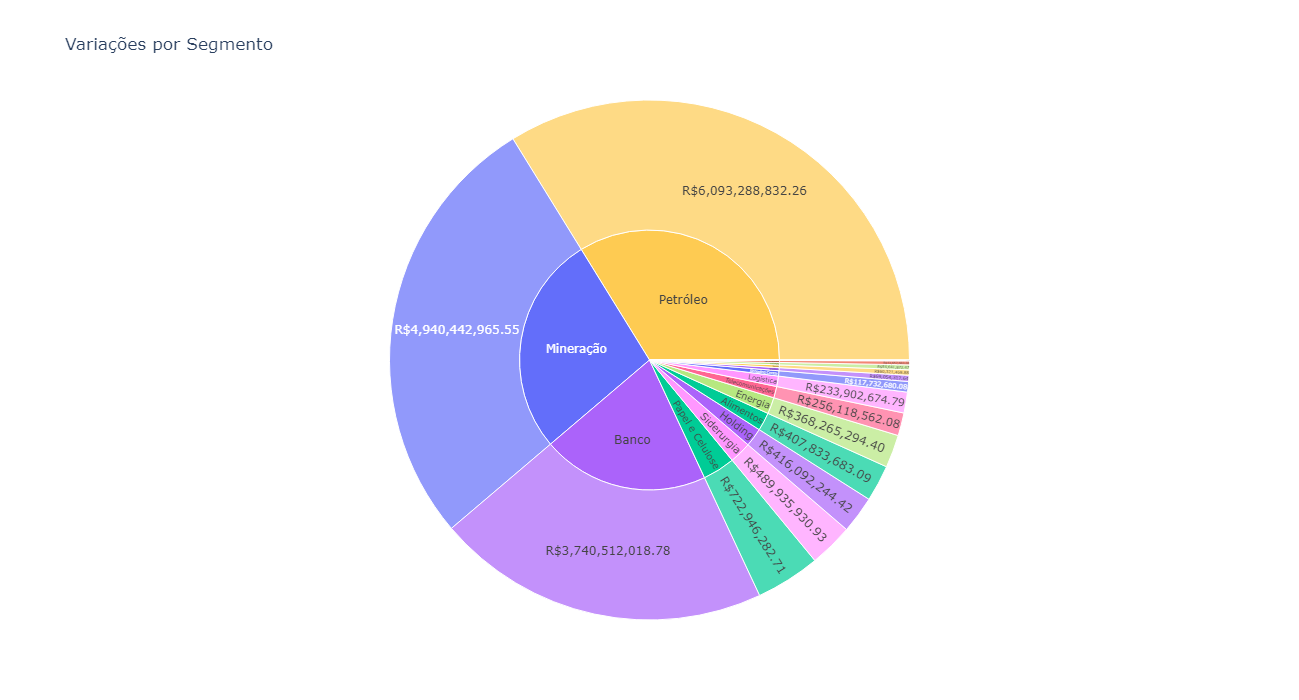 Variações por Segmento
R$6,093,288,832.26
Petróleo
R$4,940,442,965.55
Mineração
Banco
R$3,740,512,018.78
Papel e Celulose
R$722,946,282.71
Siderurgia
R$489,935,930.93
Holding
R$416,092,244.42
Alimentos
R$407,833,683.09
Energia
R$368,265,294.40
Telecomunicações
R$256,118,562.08
Logística
R$233,902,674.79
R$117,732,680.08